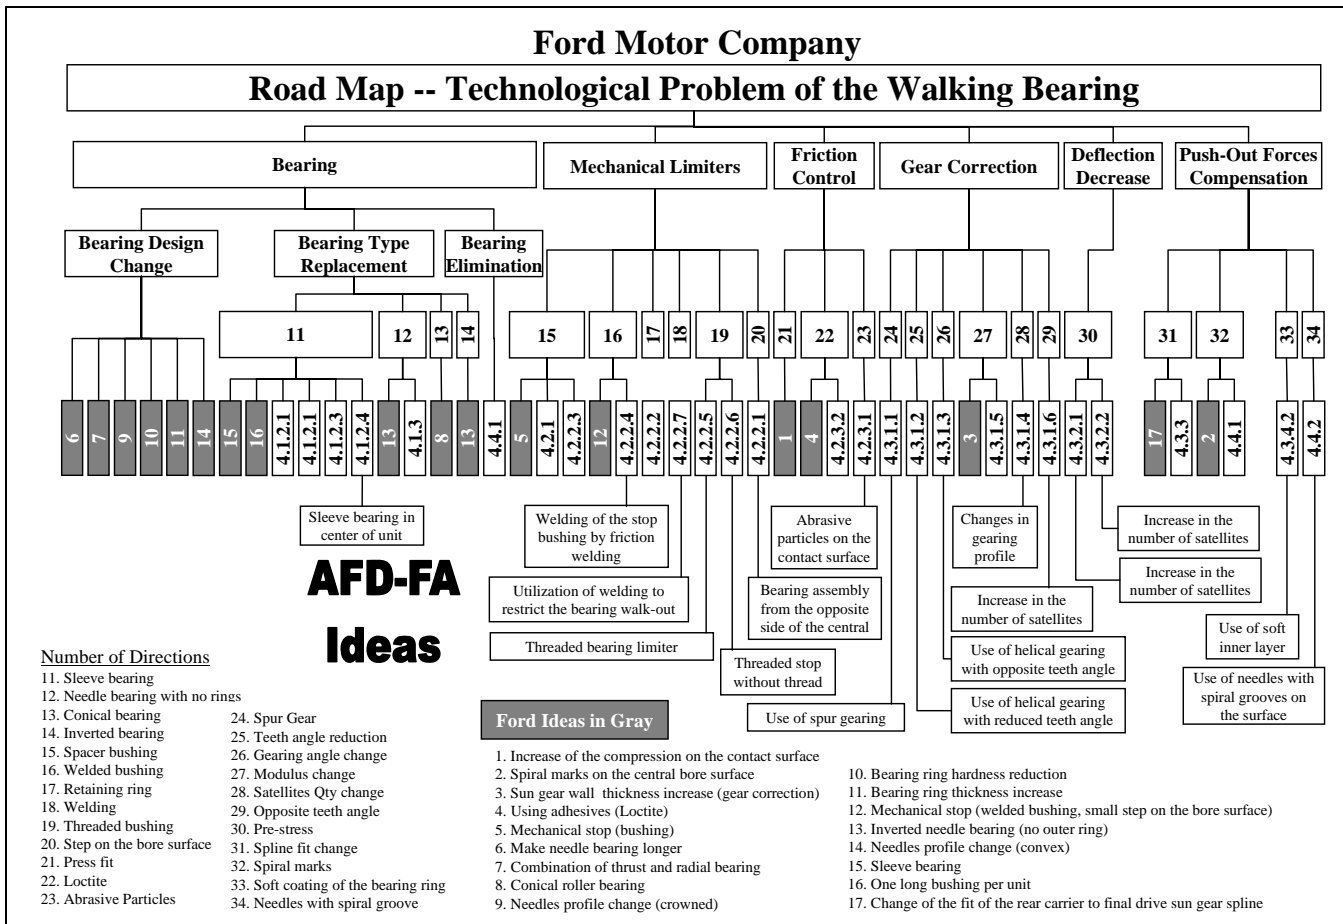 Ford Motor Company
Road Map -- Technological Problem of the Walking Bearing
Bearing
Mechanical Limiters
Friction
Control
Gear Correction
Deflection
Decrease
Push-Out Forces
Compensation
Bearing Design
Change
Bearing Type
Replacement
Bearing
Elimination
11
12
13
14
15
16
17
18
19
20
21
22
23
24
25
26
27
28
29
30
31
32
33
34
6
7
9
10
11
14
15
16
4.1.2.1
4.1.2.1
4.1.2.3
4.1.2.4
13
4.1.3
8
13
4.4.1
5
4.2.1
4.2.2.3
12
4.2.2.4
4.2.2.2
4.2.2.7
4.2.2.5
4.2.2.6
4.2.2.1
1
4
4.2.3.2
4.2.3.1
4.3.1.1
4.3.1.2
4.3.1.3
3
4.3.1.5
4.3.1.4
4.3.1.6
4.3.2.1
4.3.2.2
17
4.3.3
2
4.4.1
4.3.4.2
4.4.2
Sleeve bearing in
center of unit
Welding of the stop
bushing by friction
welding
Abrasive
particles on the
contact surface
Changes in
gearing
profile
Increase in the
number of satellites
Utilization of welding to
restrict the bearing walk-out
Bearing assembly
from the opposite
side of the central
Increase in the
number of satellites
Increase in the
number of satellites
Threaded bearing limiter
Threaded stop
without thread
Use of helical gearing
with opposite teeth angle
Use of soft
inner layer
Use of spur gearing
Use of helical gearing
with reduced teeth angle
Use of needles with
spiral grooves on
the surface
AFD-FA
Ideas
Number of Directions
11. Sleeve bearing
12. Needle bearing with no rings
13. Conical bearing
14. Inverted bearing
15. Spacer bushing
16. Welded bushing
17. Retaining ring
18. Welding
19. Threaded bushing
20. Step on the bore surface
21. Press fit
22. Loctite
23. Abrasive Particles
24. Spur Gear
25. Teeth angle reduction
26. Gearing angle change
27. Modulus change
28. Satellites Qty change
29. Opposite teeth angle
30. Pre-stress
31. Spline fit change
32. Spiral marks
33. Soft coating of the bearing ring
34. Needles with spiral groove
Ford Ideas in Gray
1. Increase of the compression on the contact surface
2. Spiral marks on the central bore surface
3. Sun gear wall thickness increase (gear correction)
4. Using adhesives (Loctite)
5. Mechanical stop (bushing)
6. Make needle bearing longer
7. Combination of thrust and radial bearing
8. Conical roller bearing
9. Needles profile change (crowned)
10. Bearing ring hardness reduction
11. Bearing ring thickness increase
12. Mechanical stop (welded bushing, small step on the bore surface)
13. Inverted needle bearing (no outer ring)
14. Needles profile change (convex)
15. Sleeve bearing
16. One long bushing per unit
17. Change of the fit of the rear carrier to final drive sun gear spline